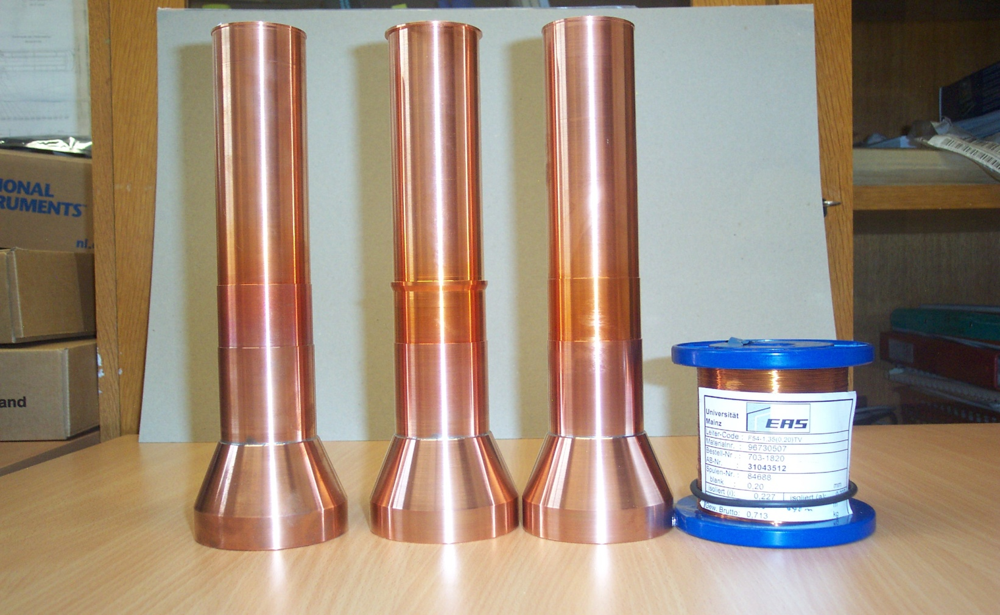 IONAL
RUMENTS™
ni.
and
Universität
Mainz
EAS
Leiter-Code : F54-1.35(0.20)TV
Materialnr. : 96730507
Bestell-Nr. : 703-1820
AB-Nr. : 31043512
Spulen-Nr. : 84688
blank : 0,20 mm
isoliert (i): 0,227 isoliert (a):
Gew. Brutto: 0,713 kg